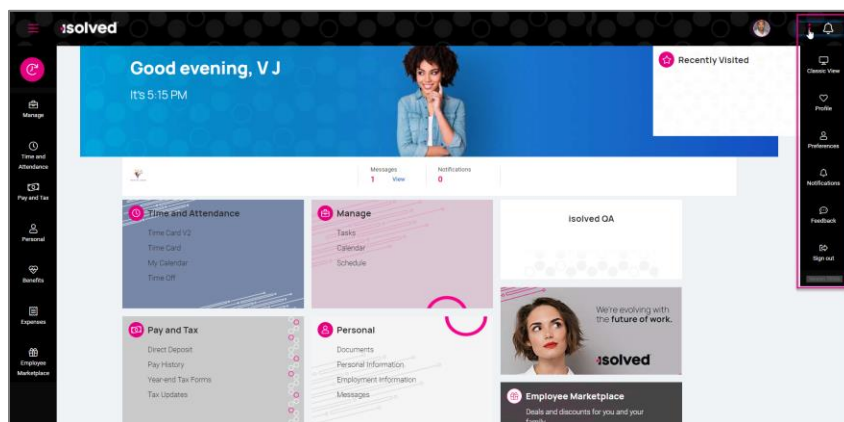 isolved
Good evening, V J
It's 5:15 PM
Recently Visited
Messages
1 View
Notifications
0
Manage
Time and
Attendance
Pay and Tax
Personal
Benefits
Expenses
Employee
Marketplace
Time and Attendance
Time Card V2
Time Card
My Calendar
Time Off
Manage
Tasks
Calendar
Schedule
isolved QA
Pay and Tax
Direct Deposit
Pay History
Year-end Tax Forms
Tax Updates
Personal
Documents
Personal Information
Employment Information
Messages
We're evolving with
the future of work.
isolved
Employee Marketplace
Deals and discounts for you and your
family
Classic View
Profile
Preferences
Notifications
Feedback
Sign out